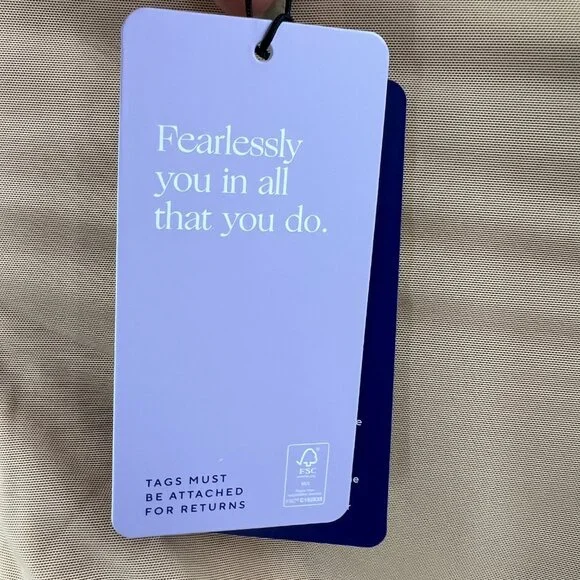 Fearlessly
you in all
that you do.
TAGS MUST
BE ATTACHED
FOR RETURNS
FSC
e
e